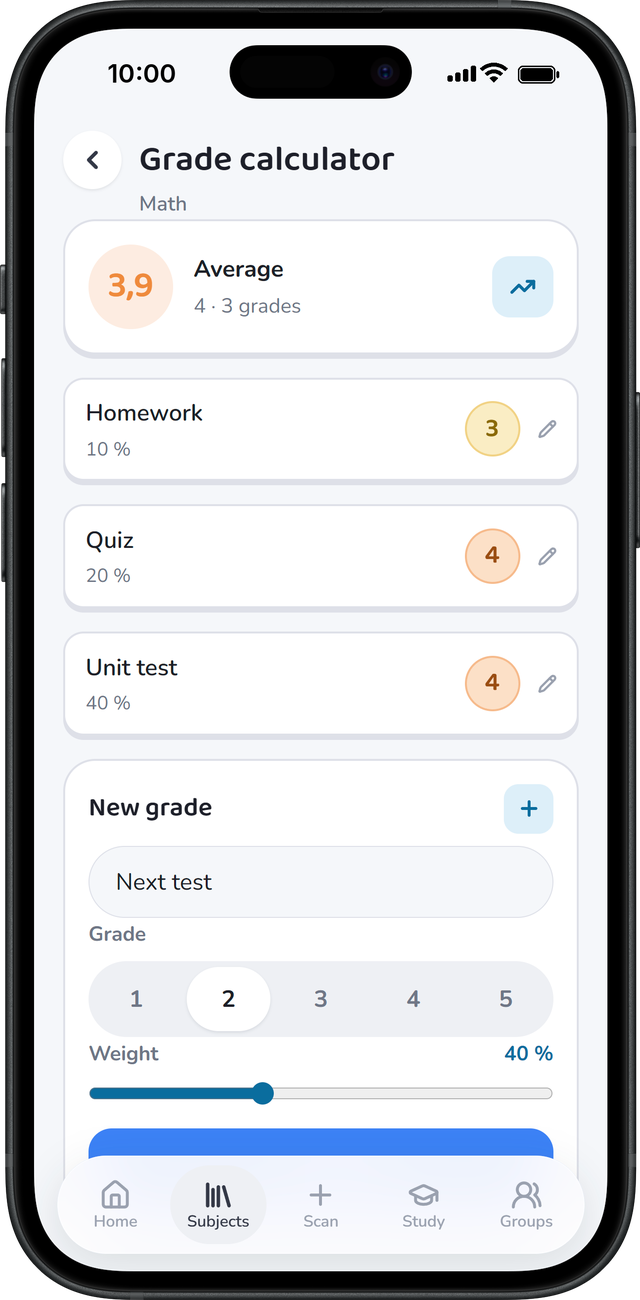 10:00
Grade calculator
Math
3,9
Average
4 · 3 grades
Homework
10 %
3
Quiz
20 %
4
Unit test
40 %
4
New grade
Next test
Grade
1 2 3 4 5
Weight 40 %
Home Subjects Scan Study Groups